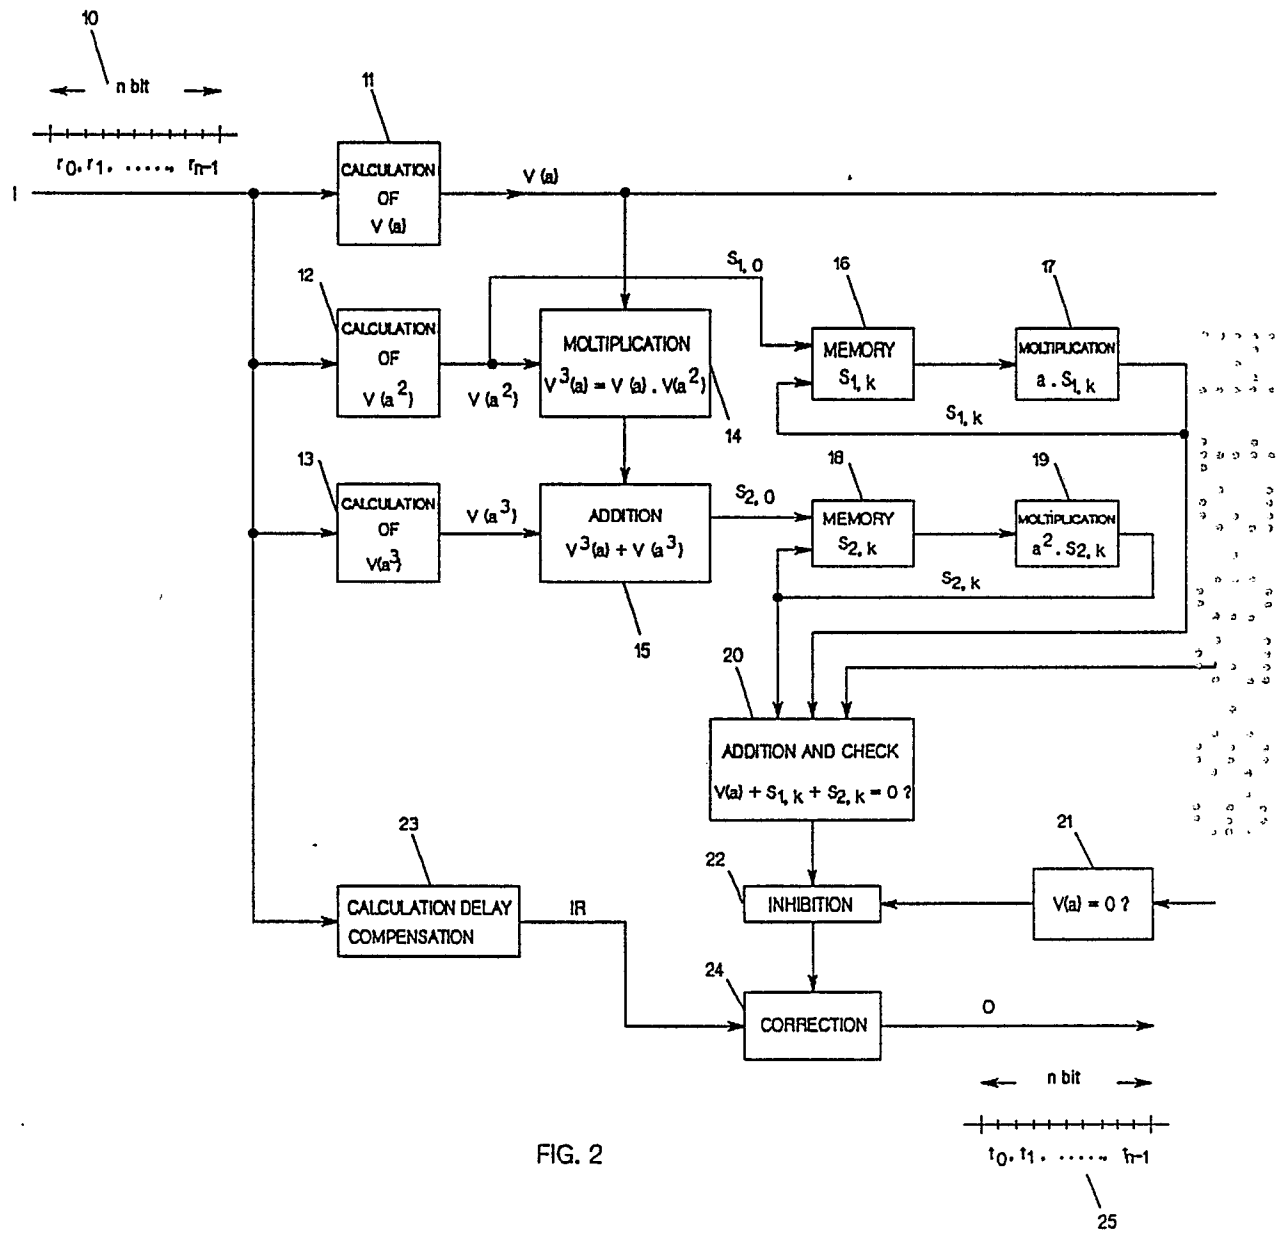 10
n bit
r0, r1, ....., rn-1
I
11
CALCULATION
OF
V (a)
V (a)
12
CALCULATION
OF
V (a²)
V (a²)
S1, 0
MOLTIPLICATION
V³(a) = V (a) . V(a²)
14
16
MEMORY
S1, k
17
MOLTIPLICATION
a . S1, k
S1, k
13
CALCULATION
OF
V(a³)
V (a³)
ADDITION
V³(a) + V (a³)
15
S2, 0
18
MEMORY
S2, k
19
MOLTIPLICATION
a² . S2, k
S2, k
20
ADDITION AND CHECK
V(a) + S1, k + S2, k = 0 ?
21
V(a) = 0 ?
22
INHIBITION
23
CALCULATION DELAY
COMPENSATION
IR
24
CORRECTION
O
n bit
t0, t1, ....., tn-1
25
FIG. 2